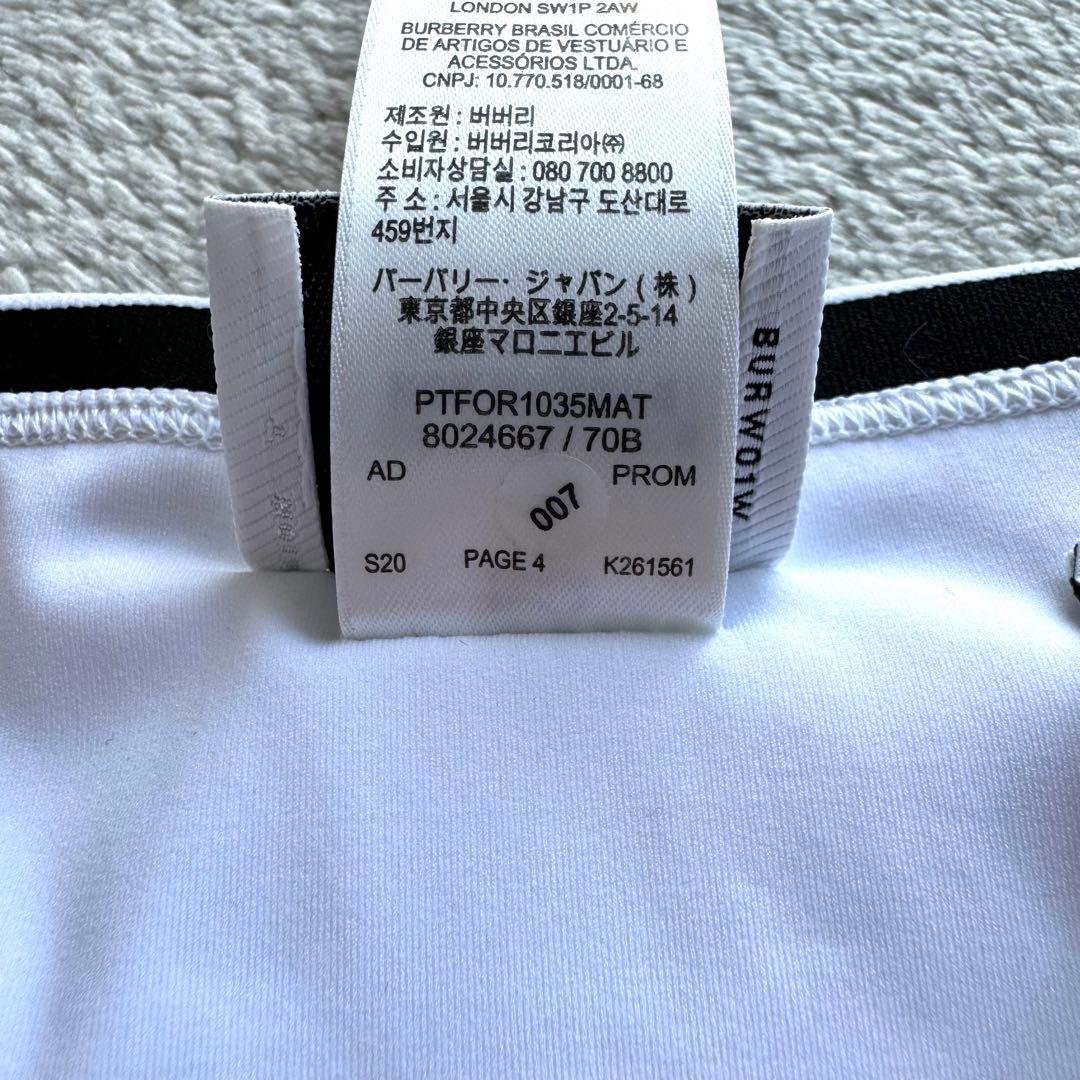 LONDON SW1P 2AW
BURBERRY BRASIL COMÉRCIO
DE ARTIGOS DE VESTUÁRIO E
ACESSÓRIOS LTDA.
CNPJ: 10.770.518/0001-68
제조원 : 버버리
수입원 : 버버리코리아㈜
소비자상담실 : 080 700 8800
주 소 : 서울시 강남구 도산대로
459번지
バーバリー・ジャパン ( 株 )
東京都中央区銀座2-5-14
銀座マロニエビル
PTFOR1035MAT
8024667 / 70B
AD PROM
007
S20 PAGE 4 K261561
BURW01W